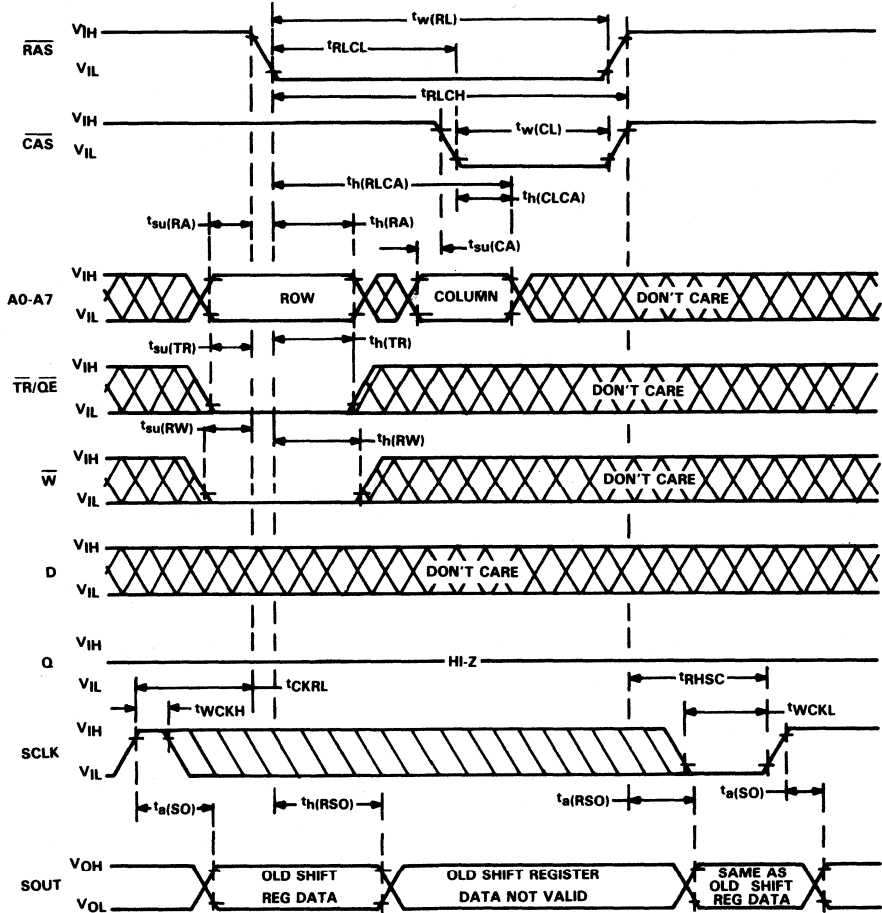 tw(RL)
VIH
RAS
tRLCL
VIL
tRLCH
VIH
CAS
tw(CL)
VIL
th(RLCA)
th(CLCA)
tsu(RA)
th(RA)
tsu(CA)
VIH
A0-A7
ROW
COLUMN
DON'T CARE
VIL
tsu(TR)
th(TR)
VIH
TR/QE
DON'T CARE
VIL
tsu(RW)
th(RW)
VIH
W
DON'T CARE
VIL
VIH
D
DON'T CARE
VIL
VIH
Q
HI-Z
VIL
tCKRL
tRHSC
tWCKH
tWCKL
VIH
SCLK
VIL
ta(SO)
th(RSO)
ta(RSO)
ta(SO)
VOH
SOUT
OLD SHIFT
REG DATA
OLD SHIFT REGISTER
DATA NOT VALID
SAME AS
OLD SHIFT
REG DATA
VOL